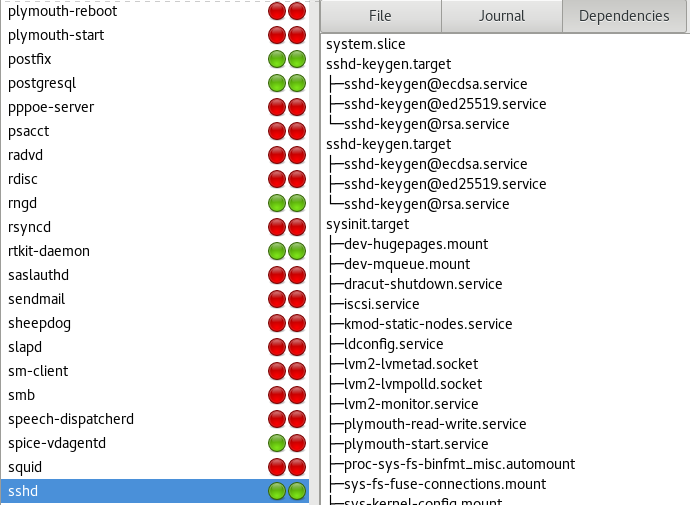 plymouth-reboot
plymouth-start
postfix
postgresql
pppoe-server
psacct
radvd
rdisc
rngd
rsyncd
rtkit-daemon
saslauthd
sendmail
sheepdog
slapd
sm-client
smb
speech-dispatcherd
spice-vdagentd
squid
sshd
File Journal Dependencies
system.slice
sshd-keygen.target
├─sshd-keygen@ecdsa.service
├─sshd-keygen@ed25519.service
└─sshd-keygen@rsa.service
sshd-keygen.target
├─sshd-keygen@ecdsa.service
├─sshd-keygen@ed25519.service
└─sshd-keygen@rsa.service
sysinit.target
├─dev-hugepages.mount
├─dev-mqueue.mount
├─dracut-shutdown.service
├─iscsi.service
├─kmod-static-nodes.service
├─ldconfig.service
├─lvm2-lvmetad.socket
├─lvm2-lvmpolld.socket
├─lvm2-monitor.service
├─plymouth-read-write.service
├─plymouth-start.service
├─proc-sys-fs-binfmt_misc.automount
├─sys-fs-fuse-connections.mount
├─sys-kernel-config.mount